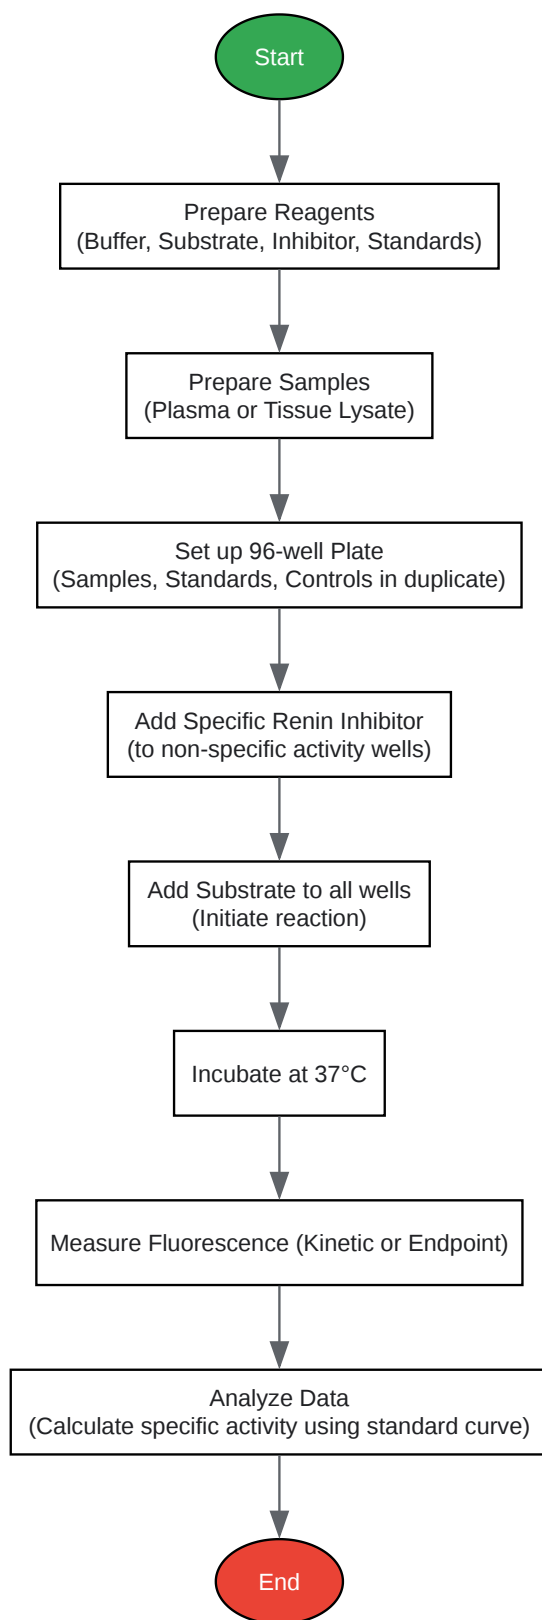 Start
Prepare Reagents
(Buffer, Substrate, Inhibitor, Standards)
Prepare Samples
(Plasma or Tissue Lysate)
Set up 96-well Plate
(Samples, Standards, Controls in duplicate)
Add Specific Renin Inhibitor
(to non-specific activity wells)
Add Substrate to all wells
(Initiate reaction)
Incubate at 37°C
Measure Fluorescence (Kinetic or Endpoint)
Analyze Data
(Calculate specific activity using standard curve)
End